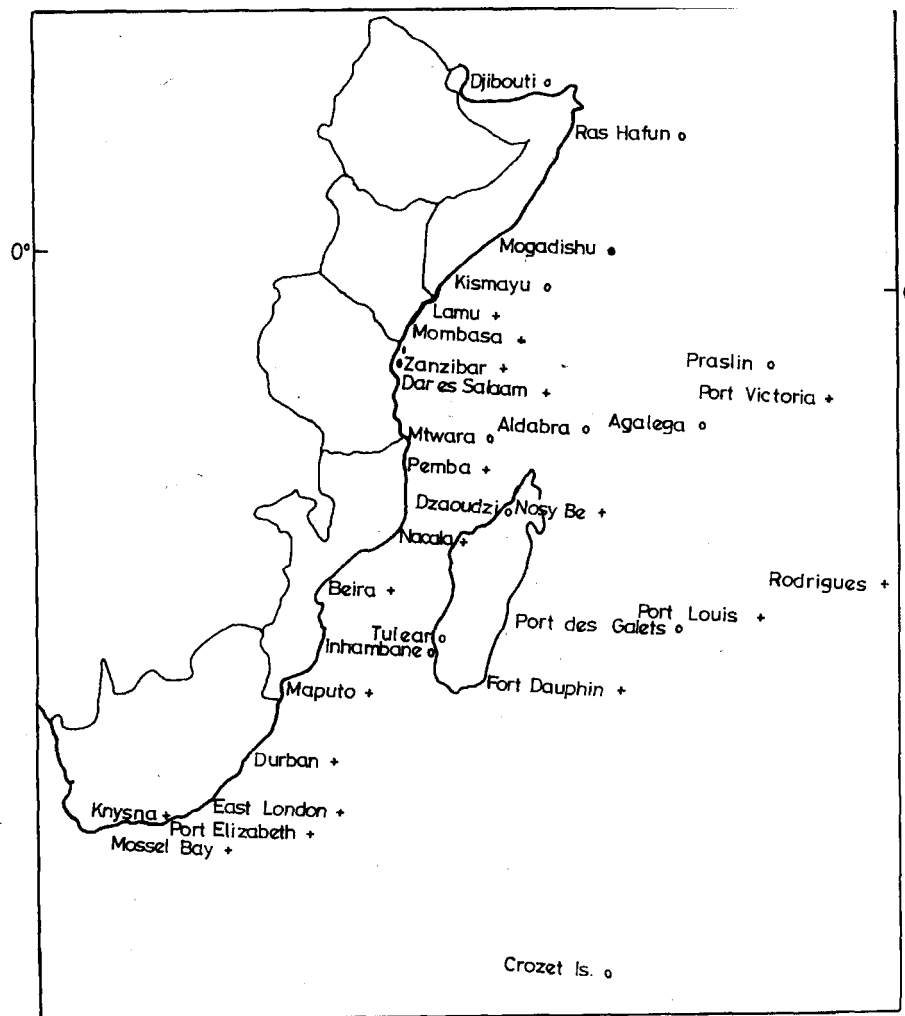 Djibouti o
Ras Hafun o
0°
Mogadishu •
Kismayu o
Lamu +
Mombasa +
Zanzibar +
Praslin o
Dar es Salaam +
Port Victoria +
Mtwara o
Aldabra o
Agalega o
Pemba +
Dzaoudzi o
Nosy Be +
Nacala +
Beira +
Rodrigues +
Port Louis +
Port des Galets o
Tulear o
Inhambane o
Maputo +
Fort Dauphin +
Durban +
Knysna +
East London +
Port Elizabeth +
Mossel Bay +
Crozet Is. o